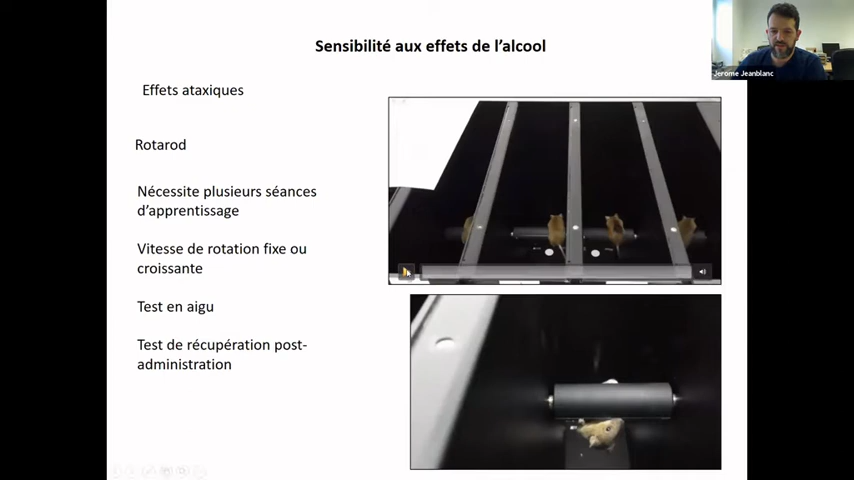 Sensibilité aux effets de l'alcool
Jerome Jeanblanc
Effets ataxiques
Rotarod
Nécessite plusieurs séances
d'apprentissage
Vitesse de rotation fixe ou
croissante
Test en aigu
Test de récupération post-
administration